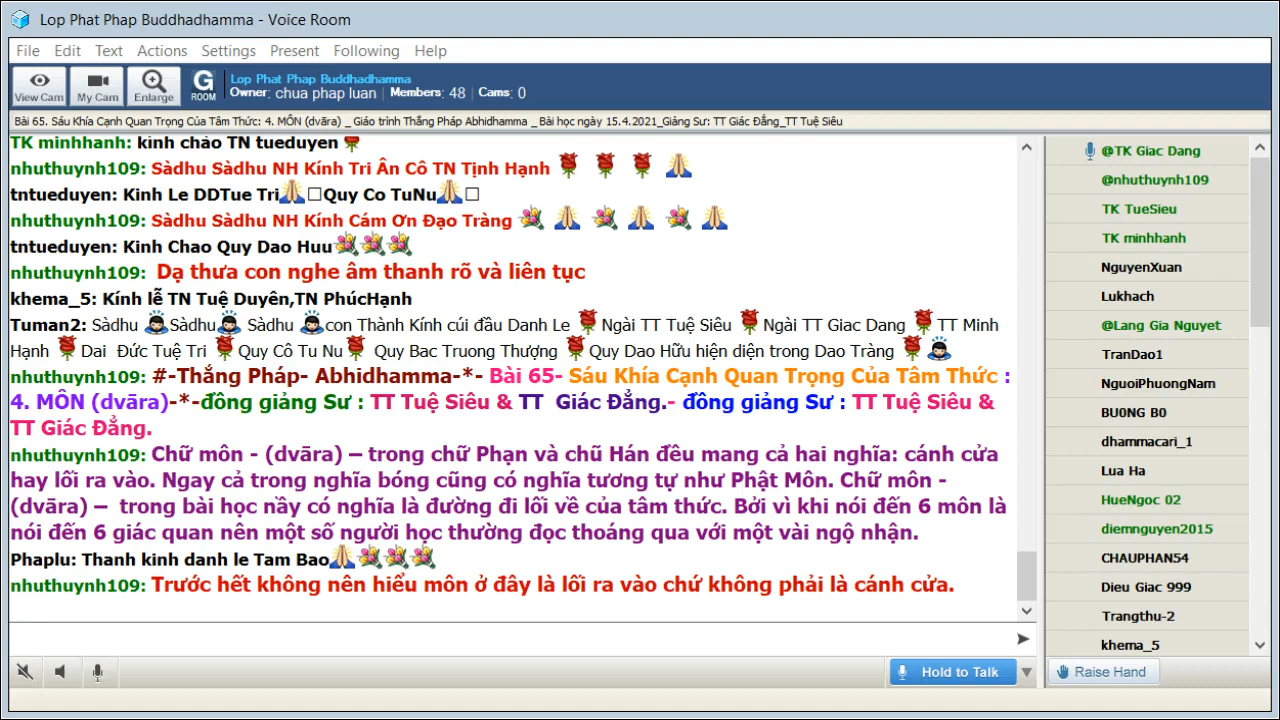 Lop Phat Phap Buddhadhamma - Voice Room
File Edit Text Actions Settings Present Following Help
View Cam My Cam Enlarge G ROOM
Lop Phat Phap Buddhadhamma
Owner: chua phap luan | Members: 48 | Cams: 0
Bài 65. Sáu Khía Cạnh Quan Trọng Của Tâm Thức: 4. MÔN (dvāra) _ Giáo trình Thắng Pháp Abhidhamma _ Bài học ngày 15.4.2021_Giảng Sư: TT Giác Đẳng_TT Tuệ Siêu
TK minhhanh: kính chào TN tueduyen
nhuthuynh109: Sàdhu Sàdhu NH Kính Tri Ân Cô TN Tịnh Hạnh
tntueduyen: Kinh Le DDTue Tri Quy Co TuNu
nhuthuynh109: Sàdhu Sàdhu NH Kính Cám Ơn Đạo Tràng
tntueduyen: Kinh Chao Quy Dao Huu
nhuthuynh109: Dạ thưa con nghe âm thanh rõ và liên tục
khema_5: Kính lễ TN Tuệ Duyên,TN PhúcHạnh
Tuman2: Sàdhu Sàdhu Sàdhu con Thành Kính cúi đầu Danh Le Ngài TT Tuệ Siêu Ngài TT Giac Dang TT Minh
Hạnh Dai Đức Tuệ Tri Quy Cô Tu Nu Quy Bac Truong Thượng Quy Dao Hữu hiện diện trong Dao Tràng
nhuthuynh109: #-Thắng Pháp- Abhidhamma-*- Bài 65- Sáu Khía Cạnh Quan Trọng Của Tâm Thức :
4. MÔN (dvāra)-*-đồng giảng Sư : TT Tuệ Siêu & TT Giác Đẳng.- đồng giảng Sư : TT Tuệ Siêu &
TT Giác Đẳng.
nhuthuynh109: Chữ môn - (dvāra) – trong chữ Phạn và chũ Hán đều mang cả hai nghĩa: cánh cửa
hay lối ra vào. Ngay cả trong nghĩa bóng cũng có nghĩa tương tự như Phật Môn. Chữ môn -
(dvāra) – trong bài học nầy có nghĩa là đường đi lối về của tâm thức. Bởi vì khi nói đến 6 môn là
nói đến 6 giác quan nên một số người học thường đọc thoáng qua với một vài ngộ nhận.
Phaplu: Thanh kinh danh le Tam Bao
nhuthuynh109: Trước hết không nên hiểu môn ở đây là lối ra vào chứ không phải là cánh cửa.
@TK Giac Dang
@nhuthuynh109
TK TueSieu
TK minhhanh
NguyenXuan
Lukhach
@Lang Gia Nguyet
TranDao1
NguoiPhuongNam
BU0NG B0
dhammacari_1
Lua Ha
HueNgoc 02
diemnguyen2015
CHAUPHAN54
Dieu Giac 999
Trangthu-2
khema_5
Hold to Talk
Raise Hand